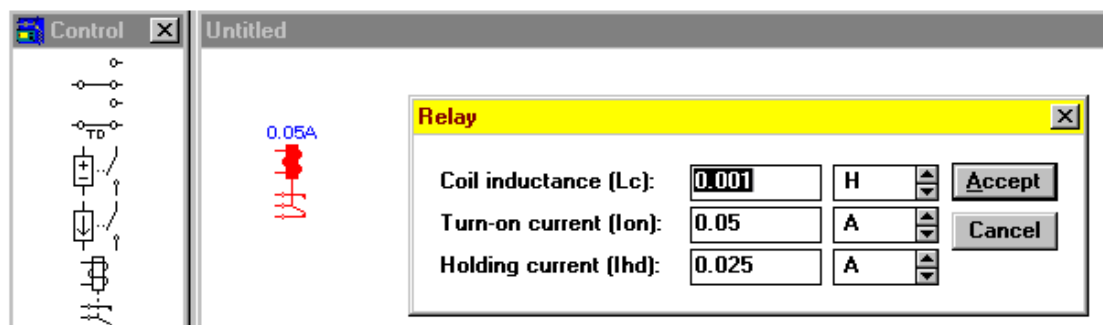 Control
TD
Untitled
0.05A
Relay
Coil inductance (Lc): 0.001 H Accept
Turn-on current (Ion): 0.05 A Cancel
Holding current (Ihd): 0.025 A